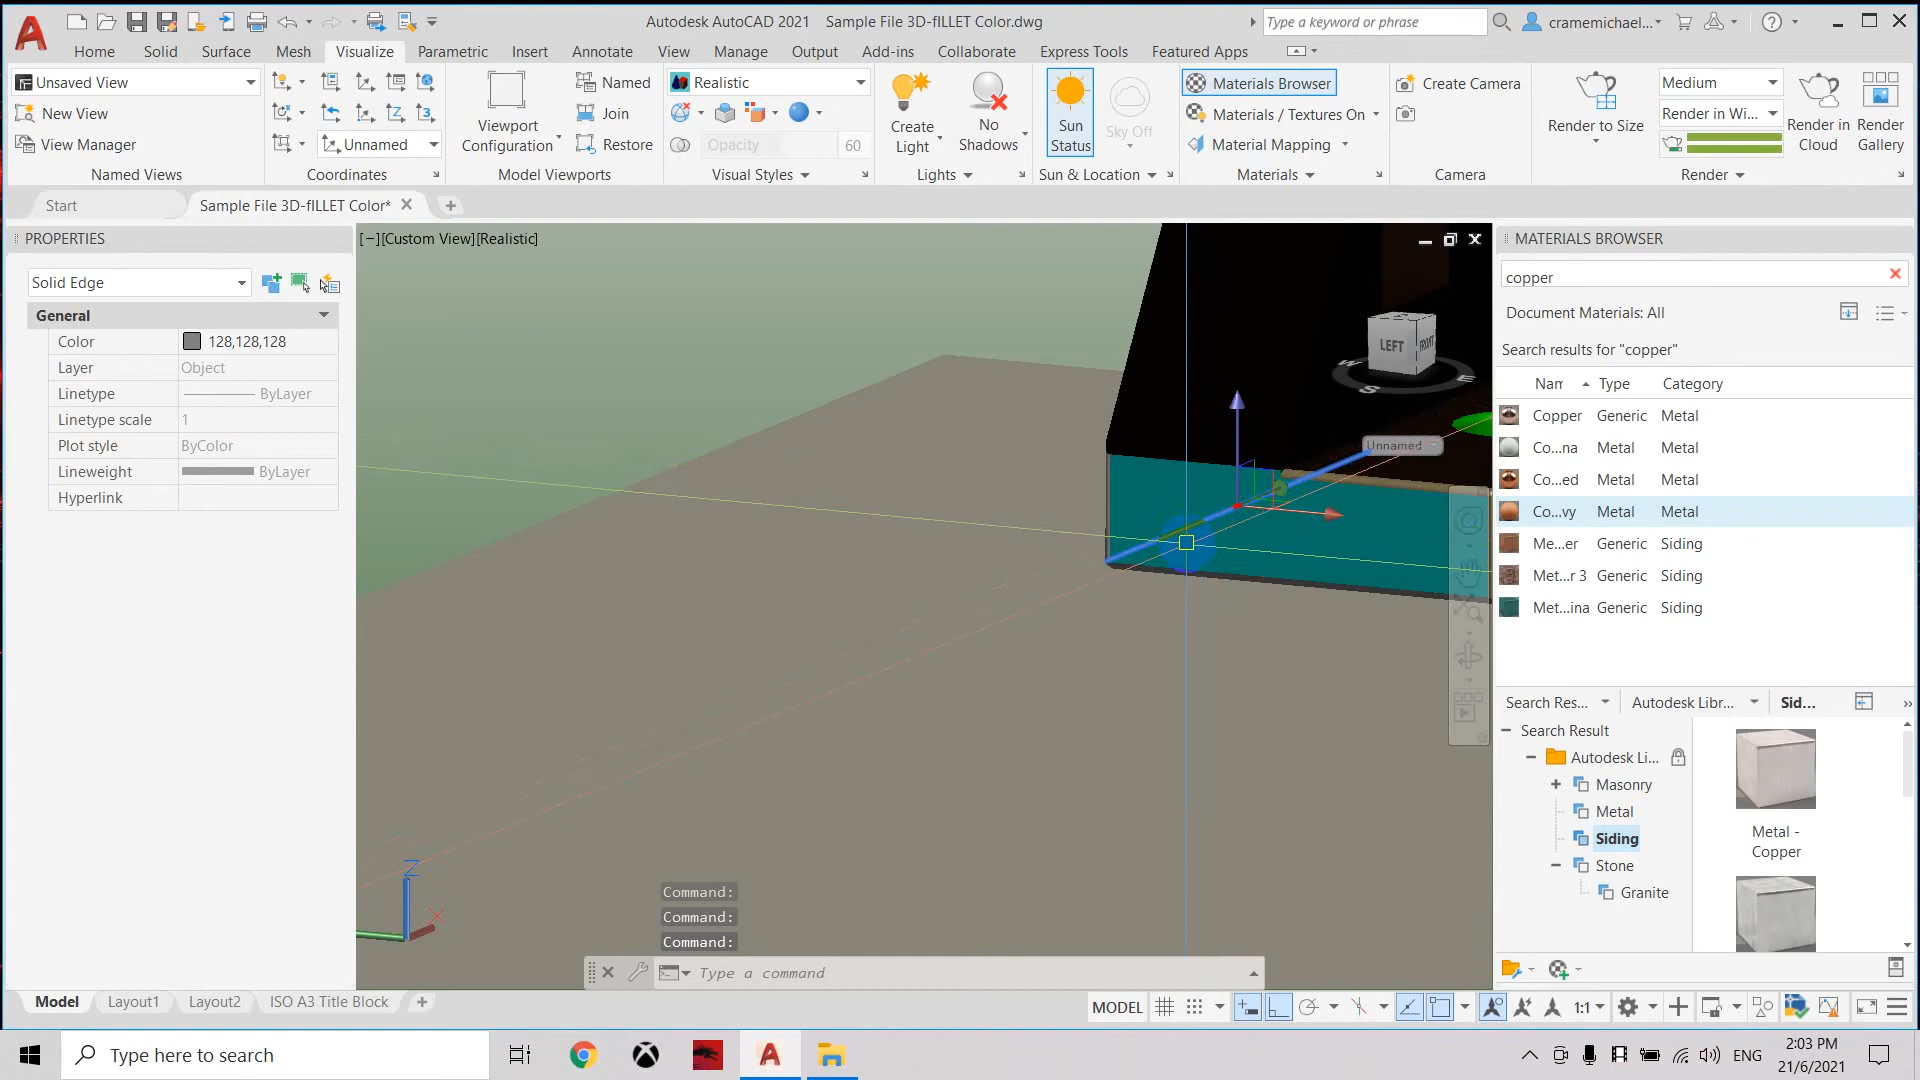 Autodesk AutoCAD 2021 Sample File 3D-fILLET Color.dwg
Type a keyword or phrase
cramemichael...
Home Solid Surface Mesh Visualize Parametric Insert Annotate View Manage Output Add-ins Collaborate Express Tools Featured Apps
Unsaved View
New View
View Manager
Named Views
Unnamed
Coordinates
Viewport
Configuration
Named
Join
Restore
Model Viewports
Realistic
Opacity 60
Visual Styles
Create
Light
No
Shadows
Lights
Sun
Status
Sky Off
Sun & Location
Materials Browser
Materials / Textures On
Material Mapping
Materials
Create Camera
Camera
Render to Size
Medium
Render in Wi...
Render in
Cloud
Render
Gallery
Render
Start
Sample File 3D-fILLET Color*
PROPERTIES
Solid Edge
General
Color 128,128,128
Layer Object
Linetype ByLayer
Linetype scale 1
Plot style ByColor
Lineweight ByLayer
Hyperlink
[−][Custom View][Realistic]
LEFT
FRONT
W
S
E
Unnamed
Z
X
Command:
Command:
Command:
Type a command
MATERIALS BROWSER
copper
Document Materials: All
Search results for "copper"
Nam Type Category
Copper Generic Metal
Co...na Metal Metal
Co...ed Metal Metal
Co...vy Metal Metal
Me...er Generic Siding
Met...r 3 Generic Siding
Met...ina Generic Siding
Search Res... Autodesk Libr... Sid... »
Search Result
Autodesk Li...
Masonry
Metal
Siding
Stone
Granite
Metal -
Copper
Model Layout1 Layout2 ISO A3 Title Block
MODEL
1:1
Type here to search
ENG
2:03 PM
21/6/2021